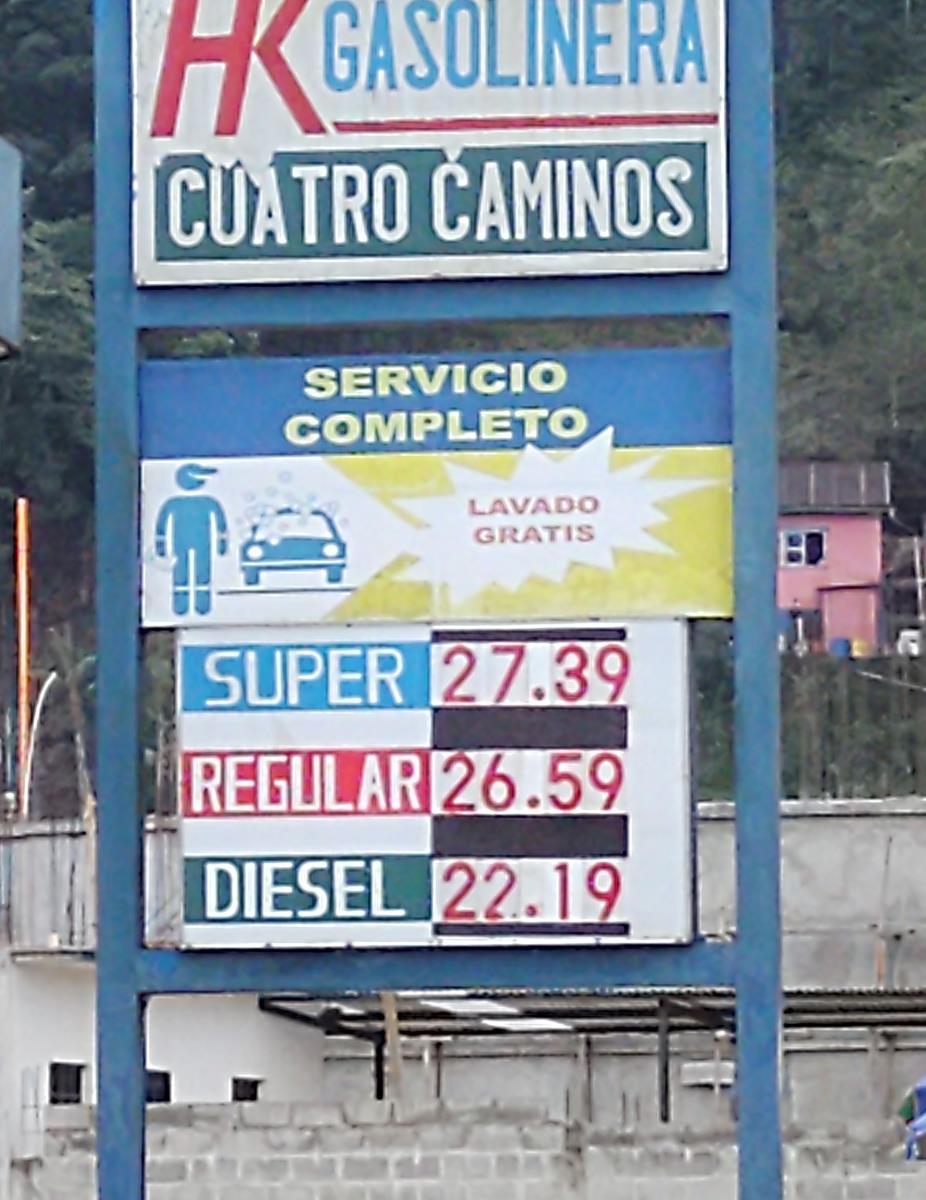 HK GASOLINERA
CUATRO CAMINOS
SERVICIO
COMPLETO
LAVADO
GRATIS
SUPER 27.39
REGULAR 26.59
DIESEL 22.19